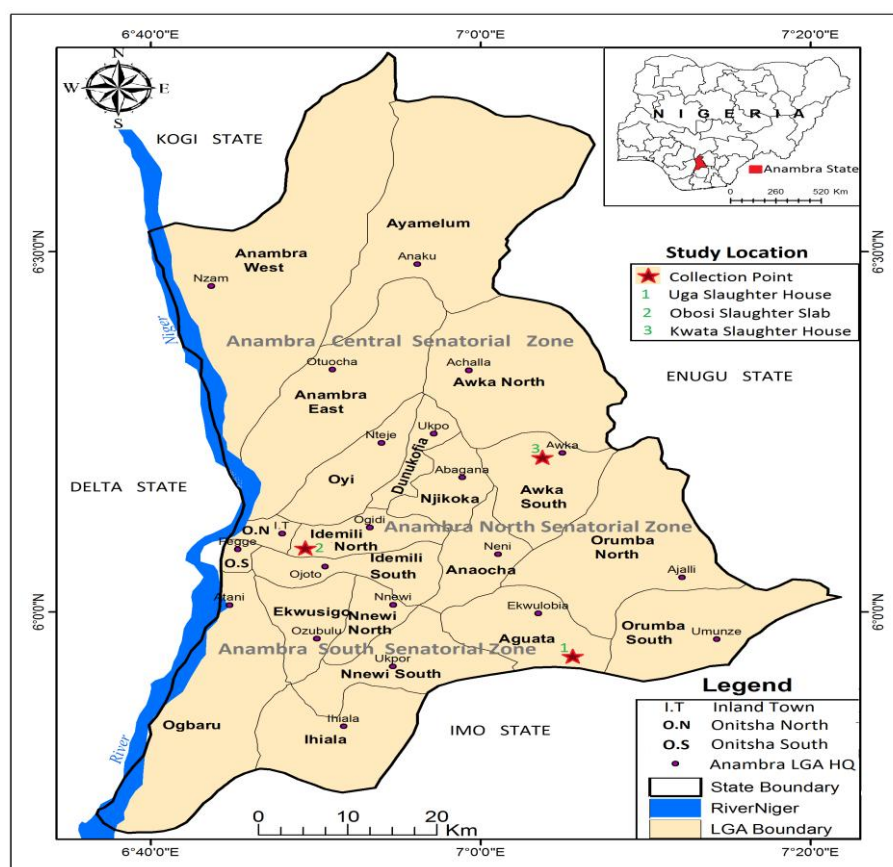 6°40'0"E 7°0'0"E 7°20'0"E
N
W E
S
KOGI STATE
NIGERIA
Anambra State
0 260 520 Km
6°30'0"N 6°30'0"N
Ayamelum
Anaku
Anambra
West
Nzam
Niger
Study Location
Collection Point
1 Uga Slaughter House
2 Obosi Slaughter Slab
3 Kwata Slaughter House
Anambra Central Senatorial Zone
Otuocha
Anambra
East
Achalla
Awka North
ENUGU STATE
Nteje
Oyi
Ukpo
Dunukofia
Abagana
Njikoka
3
Awka
Awka
South
DELTA STATE
O.N
I.T
Fegge
O.S
Ogidi
Idemili
North
2
Anambra North Senatorial Zone
Orumba
North
Ajalli
Neni
Anaocha
Idemili
South
Ojoto
Atani
6°0'0"N 6°0'0"N
Ekwusigo
Ozubulu
Nnewi
Nnewi
North
Ekwulobia
Aguata
1
Orumba
South
Umunze
Anambra South Senatorial Zone
Ukpor
Nnewi South
Ogbaru
Ihiala
Ihiala
IMO STATE
River
Legend
I.T Inland Town
O.N Onitsha North
O.S Onitsha South
Anambra LGA HQ
State Boundary
RiverNiger
LGA Boundary
0 5 10 20
Km
6°40'0"E 7°0'0"E 7°20'0"E